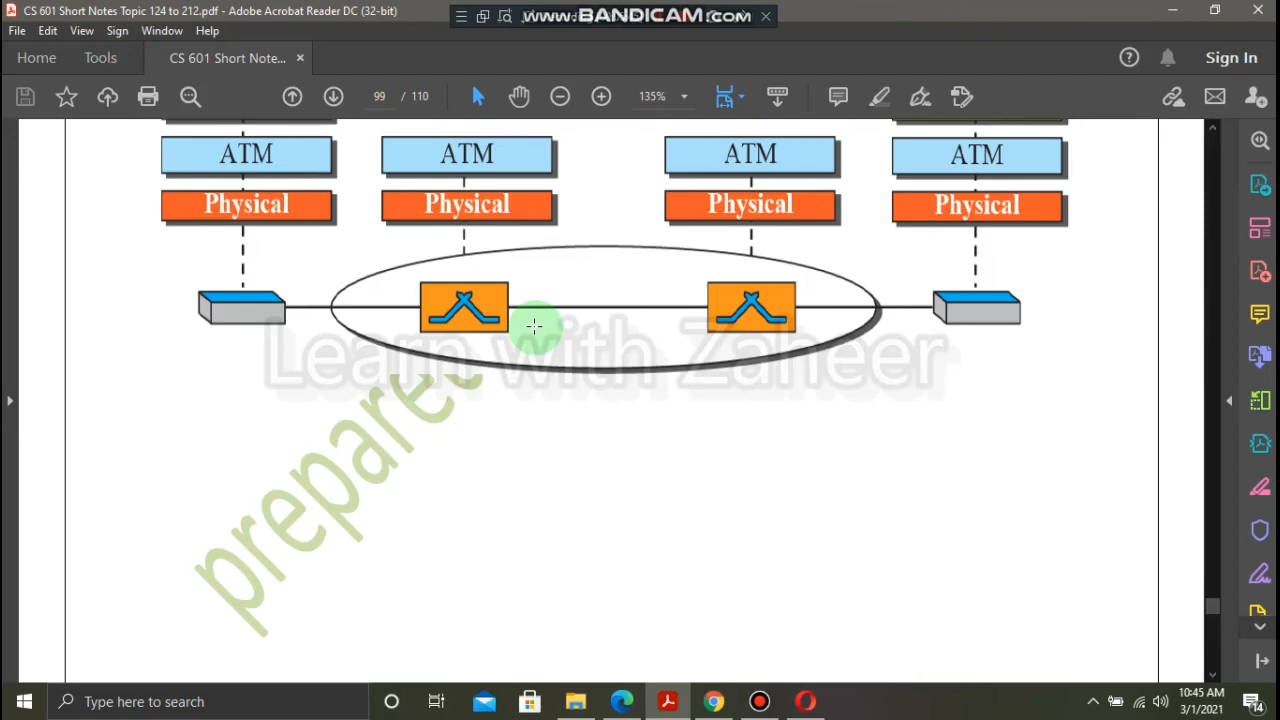 CS 601 Short Notes Topic 124 to 212.pdf - Adobe Acrobat Reader DC (32-bit)
www.BANDICAM.com
File Edit View Sign Window Help
Home Tools CS 601 Short Note... Sign In
99 / 110 135%
ATM ATM ATM ATM
Physical Physical Physical Physical
Learn with Zaheer
prepared
Type here to search
10:45 AM
3/1/2021
14